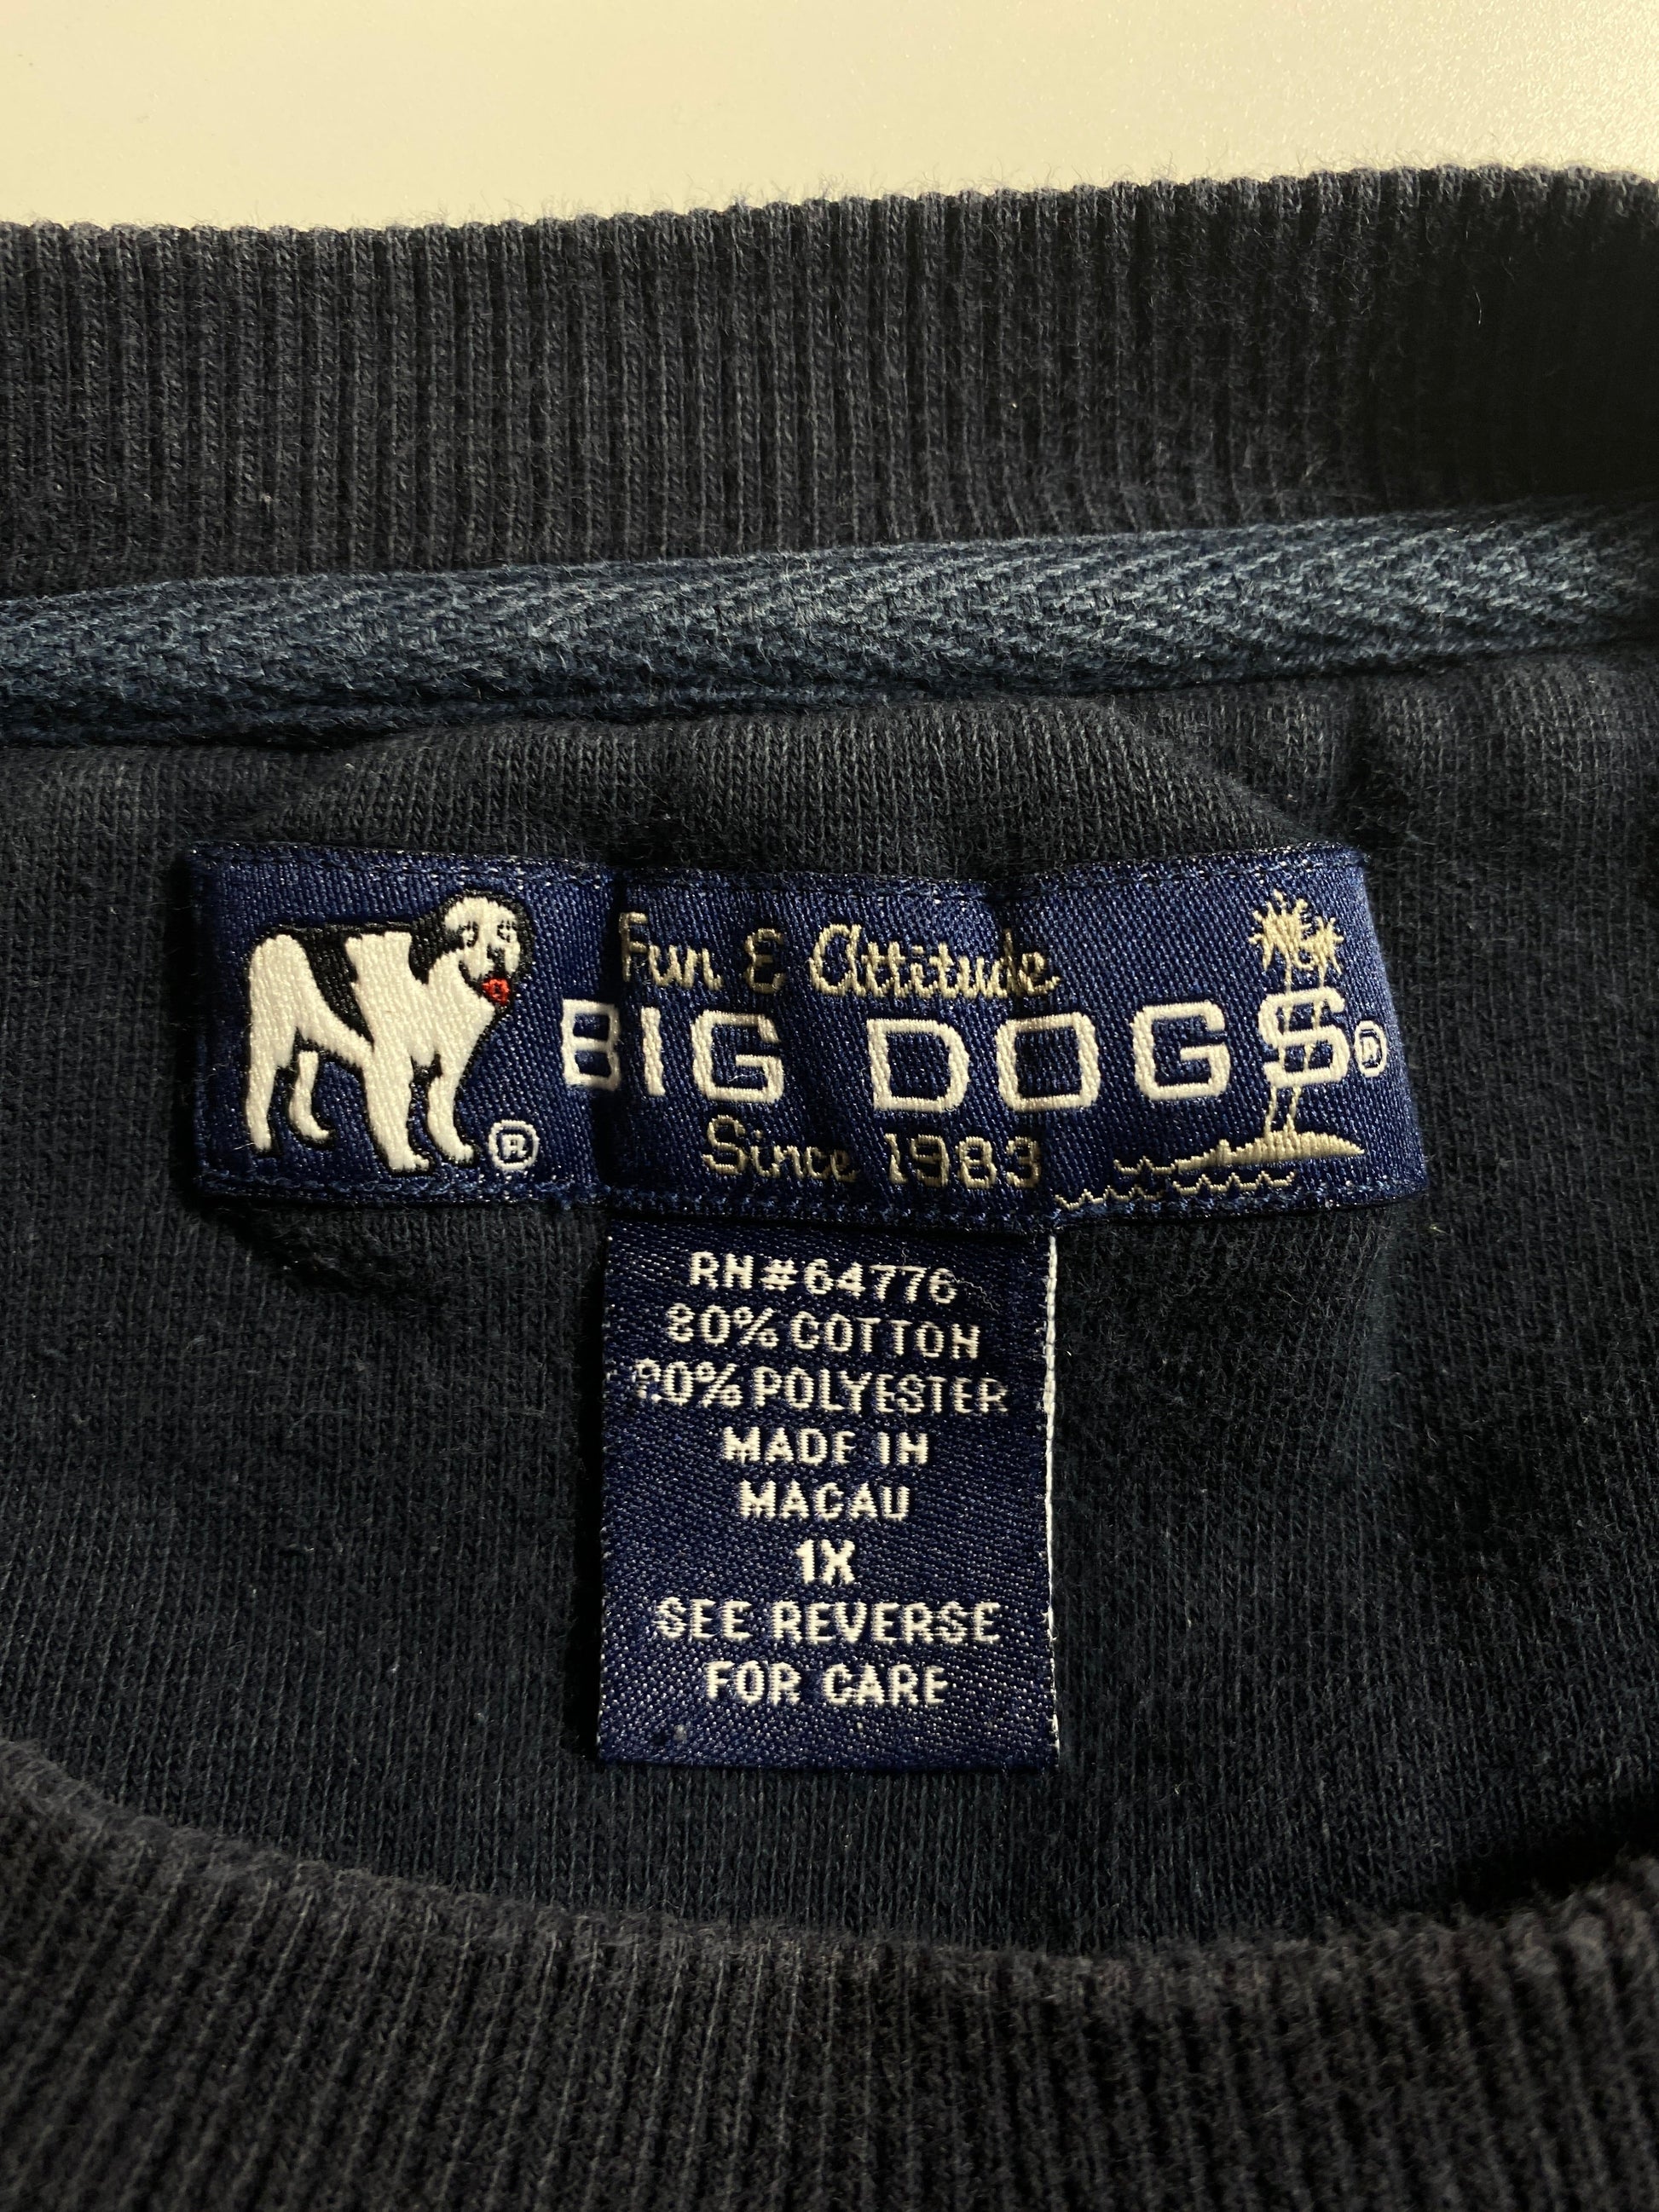 Fun & Attitude
BIG DOGS®
Since 1983
®
RN#64776
80% COTTON
20% POLYESTER
MADE IN
MACAU
1X
SEE REVERSE
FOR CARE